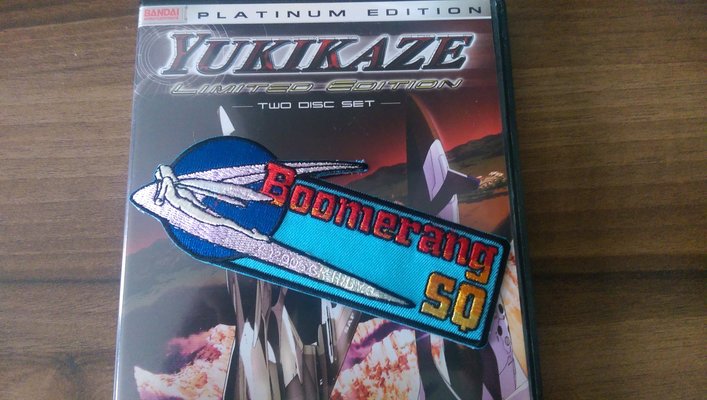 BANDAI
PLATINUM EDITION
YUKIKAZE
LIMITED EDITION
TWO DISC SET
Boomerang
SQ